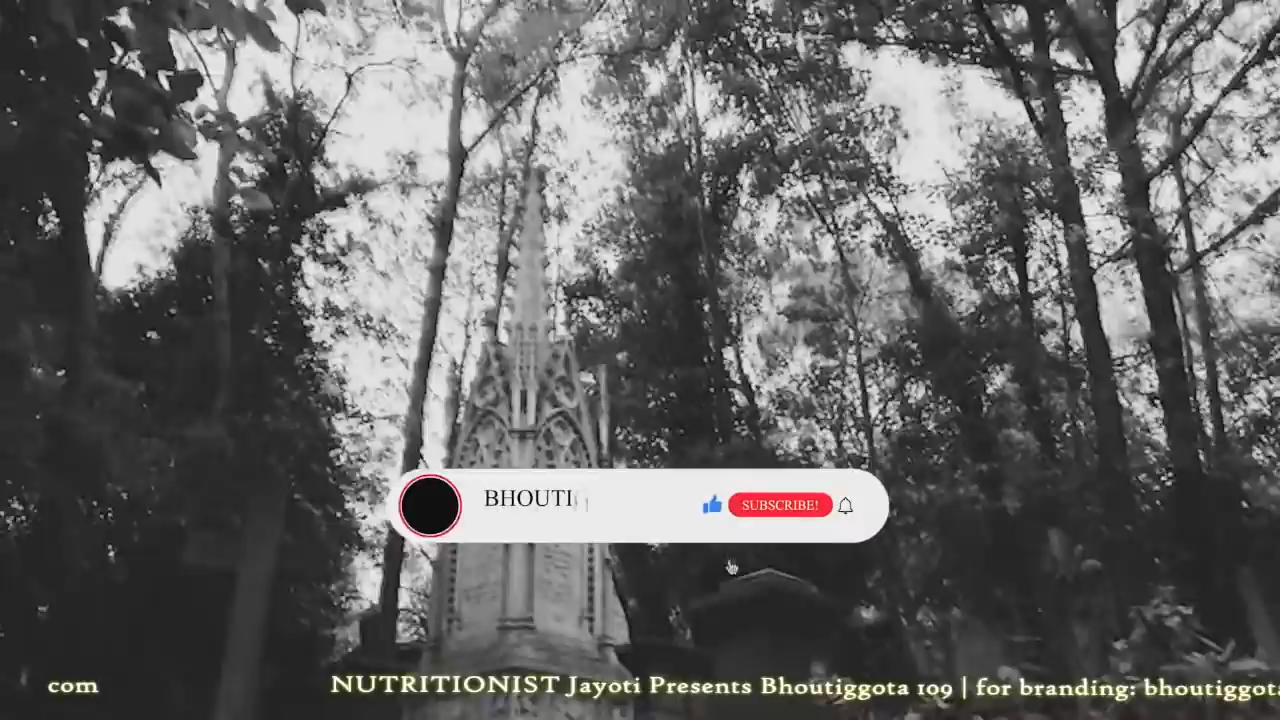 BHOUTI
SUBSCRIBE!
com NUTRITIONIST Jayoti Presents Bhoutiggota 109 | for branding: bhoutiggota